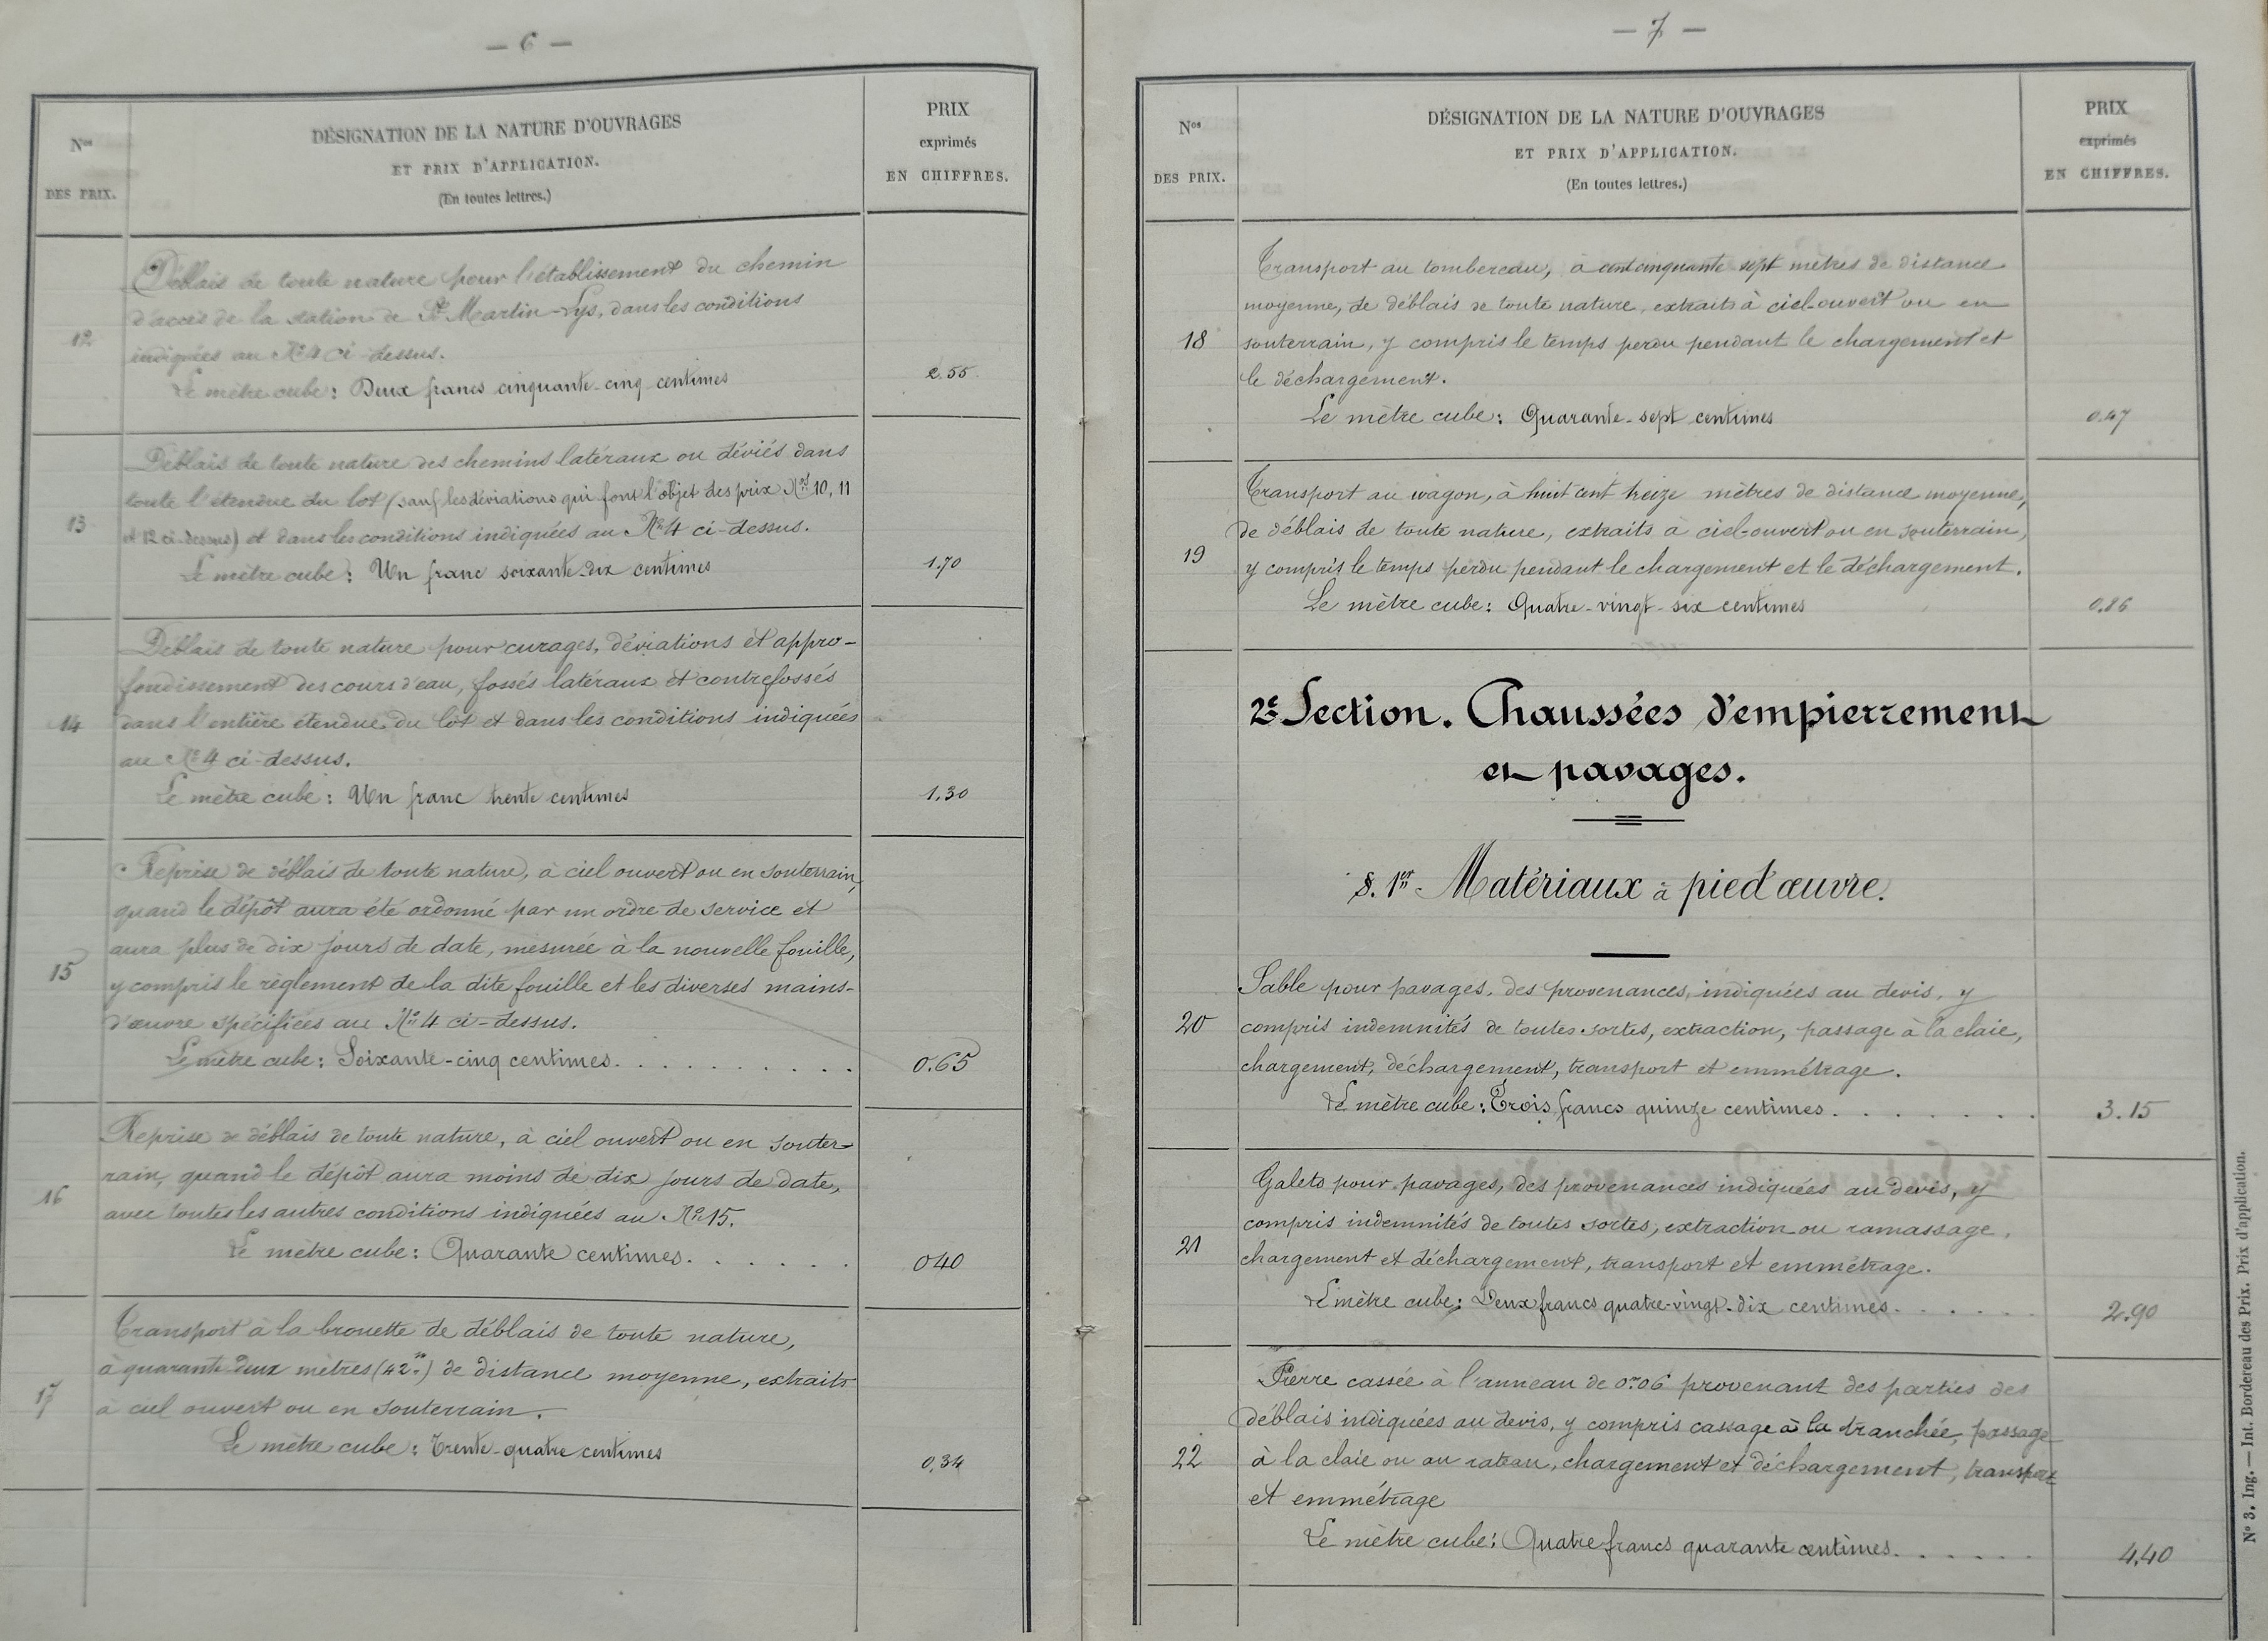 — 6 —
Nos
DES PRIX.
DÉSIGNATION DE LA NATURE D'OUVRAGES
ET PRIX D'APPLICATION.
(En toutes lettres.)
PRIX
exprimés
EN CHIFFRES.
12
Déblais de toute nature pour l'établissement du chemin
d'accès de la station de St Martin-Lys, dans les conditions
indiquées au No 4 ci-dessus.
Le mètre cube : Deux francs cinquante-cinq centimes
2.55
13
Déblais de toute nature des chemins latéraux ou déviés dans
toute l'étendue du lot (sauf les déviations qui font l'objet des prix Nos 10, 11
et 12 ci-dessus) et dans les conditions indiquées au No 4 ci-dessus.
Le mètre cube : Un franc soixante-dix centimes
1.70
14
Déblais de toute nature pour curages, déviations et appro-
fondissement des cours d'eau, fossés latéraux et contrefossés
dans l'entière étendue du lot et dans les conditions indiquées
au No 4 ci-dessus.
Le mètre cube : Un franc trente centimes
1.30
15
Reprise de déblais de toute nature, à ciel ouvert ou en souterrain,
quand le dépôt aura été ordonné par un ordre de service et
aura plus de dix jours de date, mesurée à la nouvelle fouille,
y compris le règlement de la dite fouille et les diverses mains-
d'œuvre spécifiées au No 4 ci-dessus.
Le mètre cube : Soixante-cinq centimes. . . . . . . . . .
0.65
16
Reprise de déblais de toute nature, à ciel ouvert ou en souter-
rain, quand le dépôt aura moins de dix jours de date,
avec toutes les autres conditions indiquées au No 15.
Le mètre cube : Quarante centimes. . . . . . .
040
17
Transport à la brouette de déblais de toute nature,
à quarante-deux mètres (42m.) de distance moyenne, extraits
à ciel ouvert ou en souterrain.
Le mètre cube : Trente-quatre centimes
0,34
— 7 —
Nos
DES PRIX.
DÉSIGNATION DE LA NATURE D'OUVRAGES
ET PRIX D'APPLICATION.
(En toutes lettres.)
PRIX
exprimés
EN CHIFFRES.
18
Transport au tombereau, à cent cinquante sept mètres de distance
moyenne, de déblais de toute nature, extraits à ciel-ouvert ou en
souterrain, y compris le temps perdu pendant le chargement et
le déchargement.
Le mètre cube : Quarante-sept centimes
0.47
19
Transport au wagon, à huit cent treize mètres de distance moyenne,
de déblais de toute nature, extraits à ciel-ouvert ou en souterrain,
y compris le temps perdu pendant le chargement et le déchargement.
Le mètre cube : Quatre-vingt-six centimes
0.86
2e Section. Chaussées d'empierrement
et pavages.
§. 1er Matériaux à pied d'œuvre.
20
Sable pour pavages, des provenances, indiquées au devis, y
compris indemnités de toutes sortes, extraction, passage à la claie,
chargement, déchargement, transport et emmétrage.
Le mètre cube : Trois francs quinze centimes. . . . . . . .
3.15
21
Galets pour pavages, des provenances indiquées au devis, y
compris indemnités de toutes sortes, extraction ou ramassage,
chargement et déchargement, transport et emmétrage.
Le mètre cube : Deux francs quatre-vingt-dix centimes. . . . . .
2.90
22
Pierre cassée à l'anneau de 0m06 provenant des parties des
déblais indiquées au devis, y compris cassage à la tranchée, passage
à la claie ou au rateau, chargement et déchargement, transport
et emmétrage
Le mètre cube : Quatre francs quarante centimes. . . . . .
4,40
No 3. Ing. — Int. Bordereau des Prix. Prix d'application.